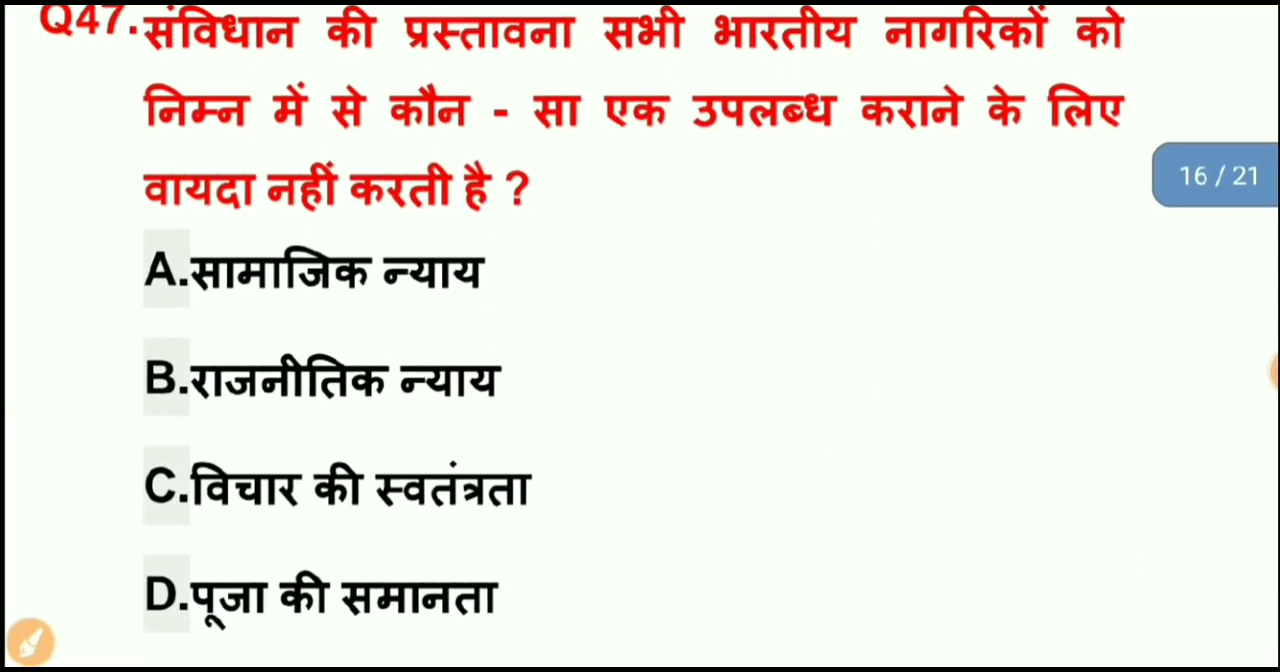 Q47.संविधान की प्रस्तावना सभी भारतीय नागरिकों को
निम्न में से कौन - सा एक उपलब्ध कराने के लिए
वायदा नहीं करती है ?
16 / 21
A.सामाजिक न्याय
B.राजनीतिक न्याय
C.विचार की स्वतंत्रता
D.पूजा की समानता